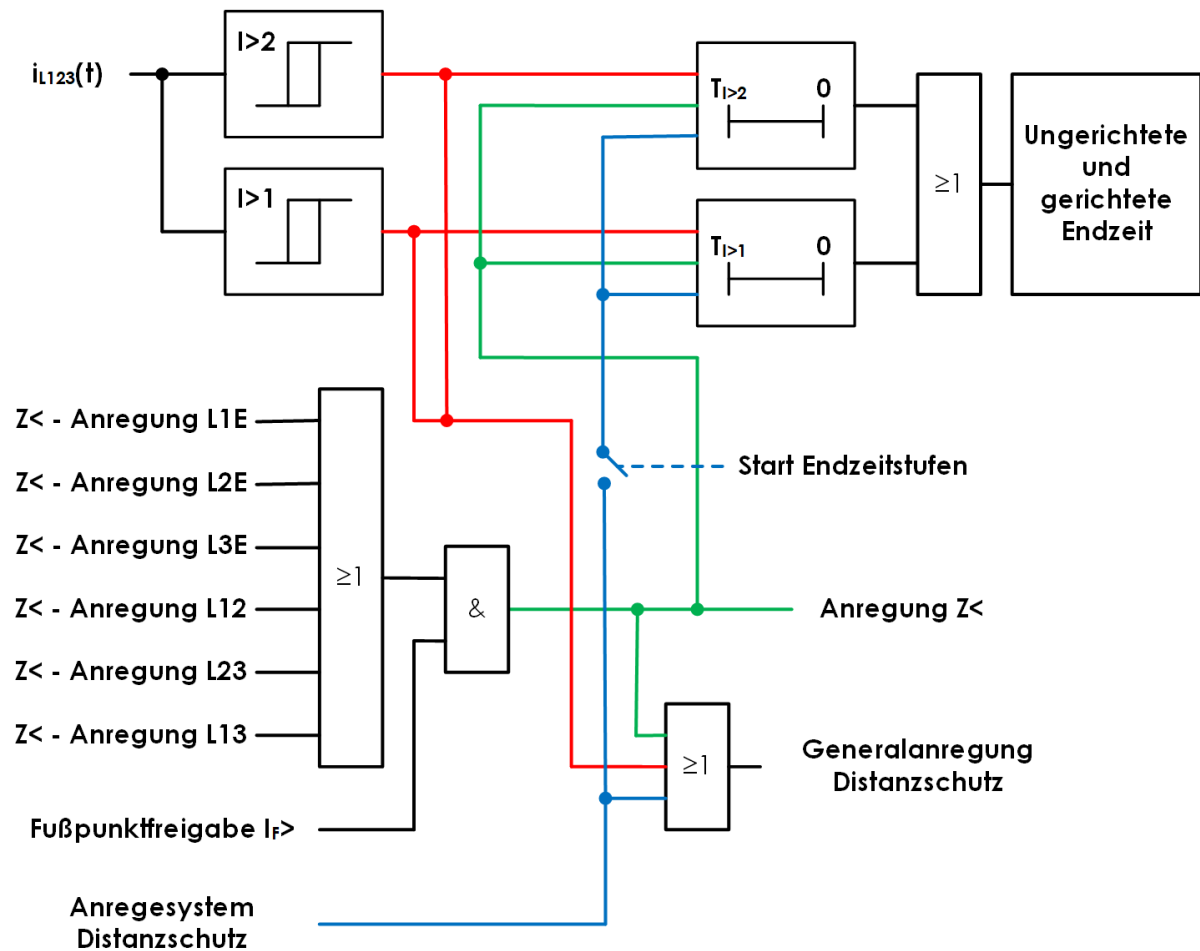 I>2
iL123(t)
TI>2 0
Ungerichtete
und
gerichtete
Endzeit
≥1
I>1
TI>1 0
Z< - Anregung L1E
Start Endzeitstufen
Z< - Anregung L2E
Z< - Anregung L3E
≥1
&
Z< - Anregung L12
Anregung Z<
Z< - Anregung L23
Z< - Anregung L13
≥1
Generalanregung
Distanzschutz
Fußpunktfreigabe IF>
Anregesystem
Distanzschutz